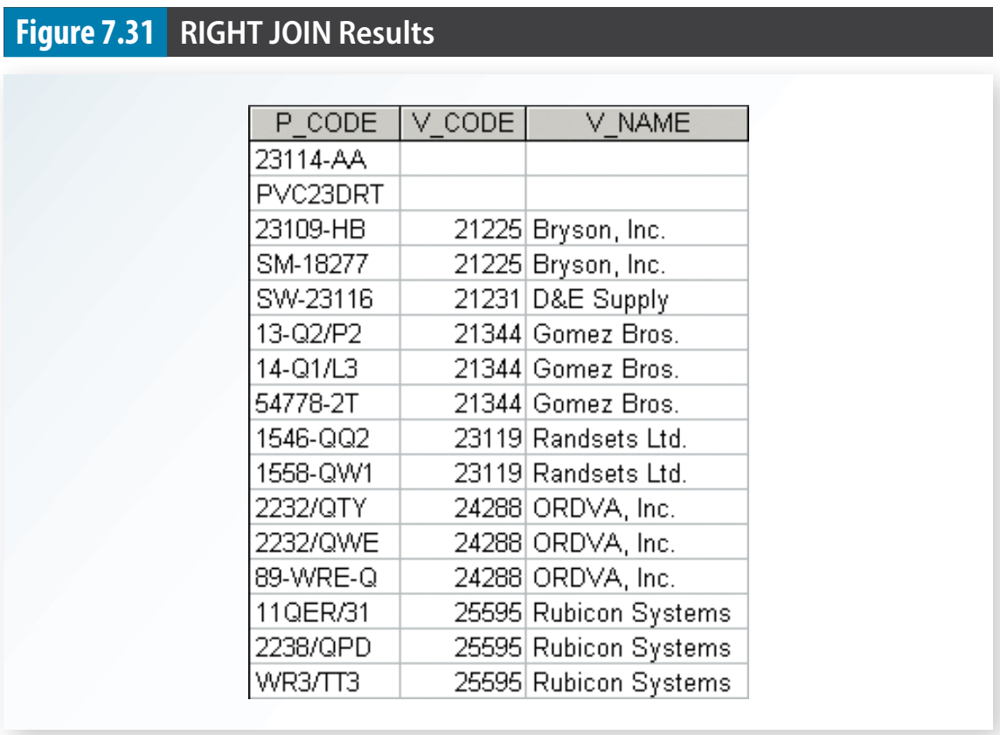 Figure 7.31 RIGHT JOIN Results
P_CODE V_CODE V_NAME
23114-AA
PVC23DRT
23109-HB 21225 Bryson, Inc.
SM-18277 21225 Bryson, Inc.
SW-23116 21231 D&E Supply
13-Q2/P2 21344 Gomez Bros.
14-Q1/L3 21344 Gomez Bros.
54778-2T 21344 Gomez Bros.
1546-QQ2 23119 Randsets Ltd.
1558-QW1 23119 Randsets Ltd.
2232/QTY 24288 ORDVA, Inc.
2232/QWE 24288 ORDVA, Inc.
89-WRE-Q 24288 ORDVA, Inc.
11QER/31 25595 Rubicon Systems
2238/QPD 25595 Rubicon Systems
WR3/TT3 25595 Rubicon Systems